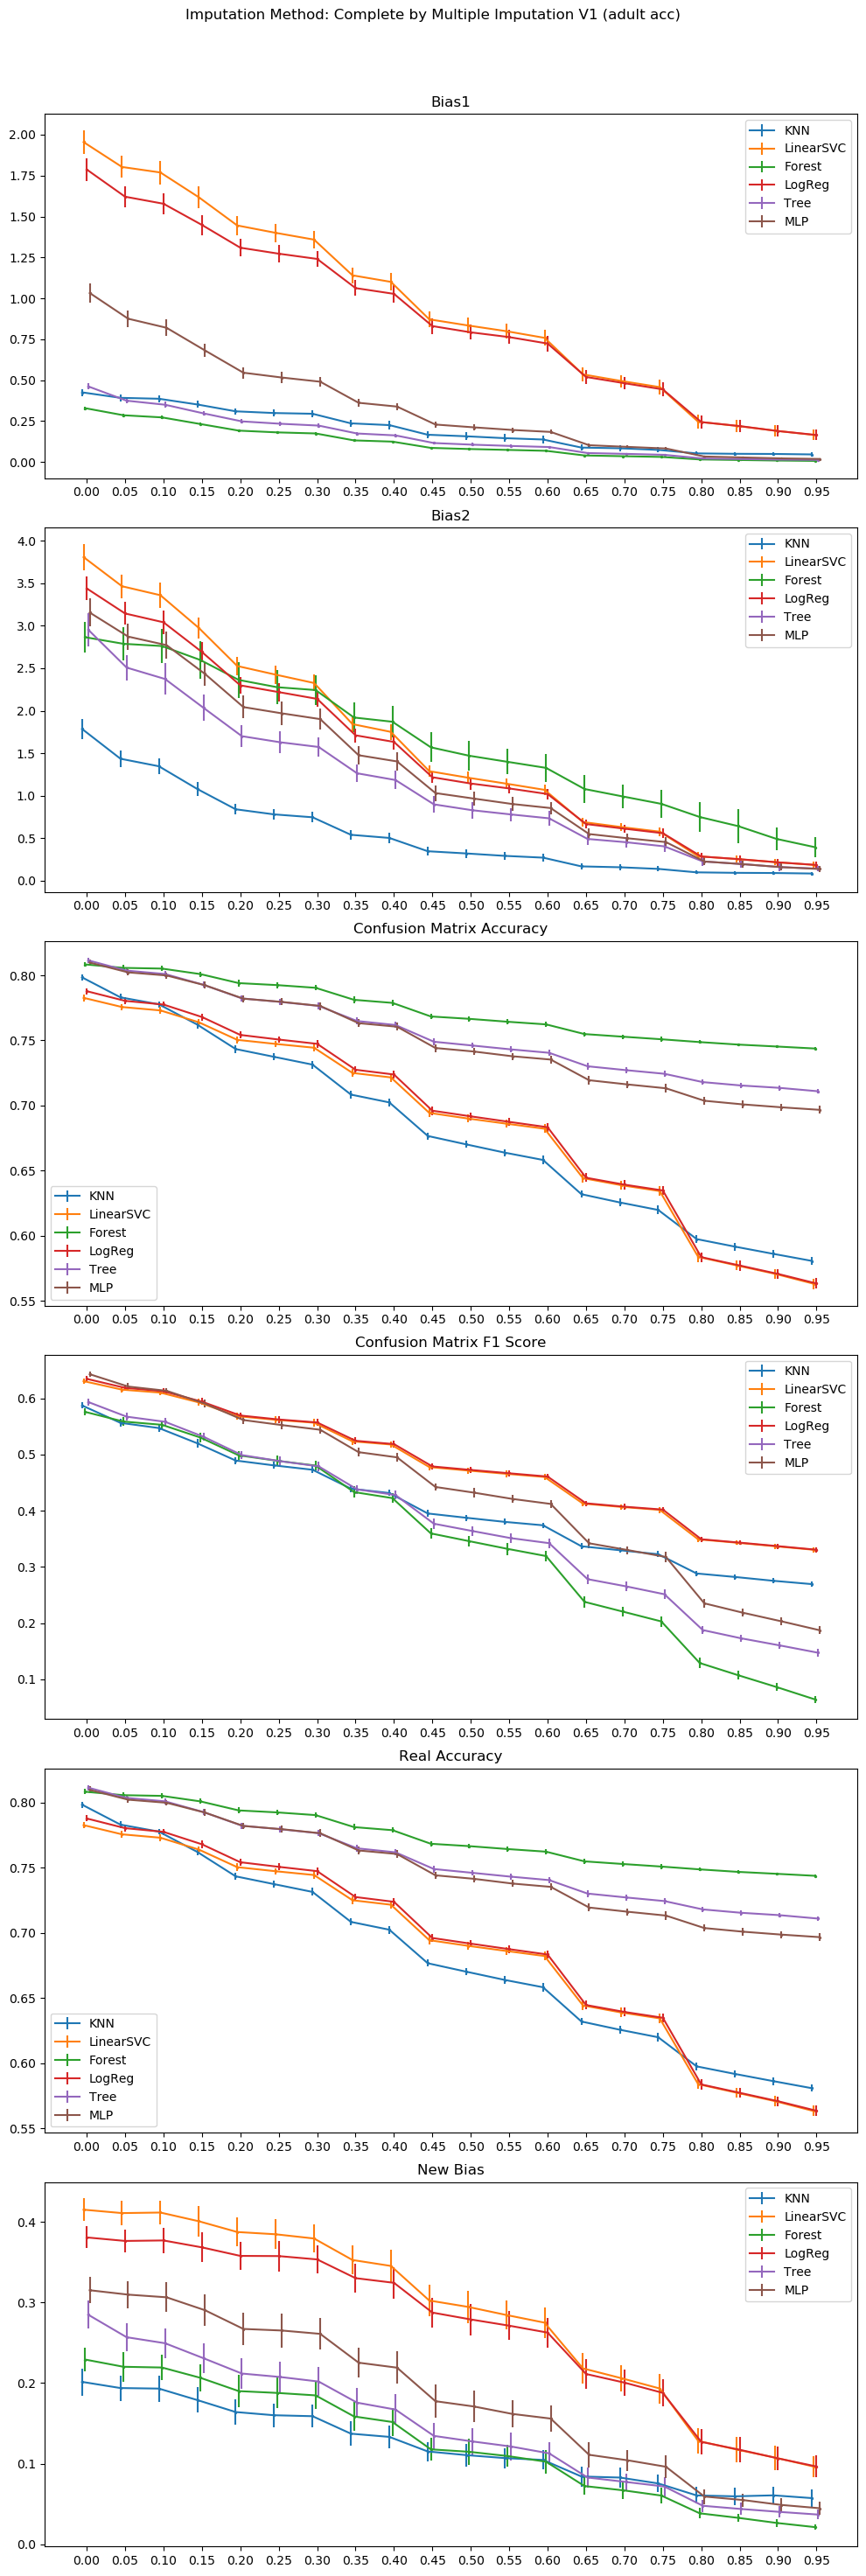 Imputation Method: Complete by Multiple Imputation V1 (adult acc)
Bias1
2.00
1.75
1.50
1.25
1.00
0.75
0.50
0.25
0.00
KNN
LinearSVC
Forest
LogReg
Tree
MLP
0.00 0.05 0.10 0.15 0.20 0.25 0.30 0.35 0.40 0.45 0.50 0.55 0.60 0.65 0.70 0.75 0.80 0.85 0.90 0.95
Bias2
4.0
3.5
3.0
2.5
2.0
1.5
1.0
0.5
0.0
KNN
LinearSVC
Forest
LogReg
Tree
MLP
0.00 0.05 0.10 0.15 0.20 0.25 0.30 0.35 0.40 0.45 0.50 0.55 0.60 0.65 0.70 0.75 0.80 0.85 0.90 0.95
Confusion Matrix Accuracy
0.80
0.75
0.70
0.65
0.60
0.55
KNN
LinearSVC
Forest
LogReg
Tree
MLP
0.00 0.05 0.10 0.15 0.20 0.25 0.30 0.35 0.40 0.45 0.50 0.55 0.60 0.65 0.70 0.75 0.80 0.85 0.90 0.95
Confusion Matrix F1 Score
0.6
0.5
0.4
0.3
0.2
0.1
KNN
LinearSVC
Forest
LogReg
Tree
MLP
0.00 0.05 0.10 0.15 0.20 0.25 0.30 0.35 0.40 0.45 0.50 0.55 0.60 0.65 0.70 0.75 0.80 0.85 0.90 0.95
Real Accuracy
0.80
0.75
0.70
0.65
0.60
0.55
KNN
LinearSVC
Forest
LogReg
Tree
MLP
0.00 0.05 0.10 0.15 0.20 0.25 0.30 0.35 0.40 0.45 0.50 0.55 0.60 0.65 0.70 0.75 0.80 0.85 0.90 0.95
New Bias
0.4
0.3
0.2
0.1
0.0
KNN
LinearSVC
Forest
LogReg
Tree
MLP
0.00 0.05 0.10 0.15 0.20 0.25 0.30 0.35 0.40 0.45 0.50 0.55 0.60 0.65 0.70 0.75 0.80 0.85 0.90 0.95